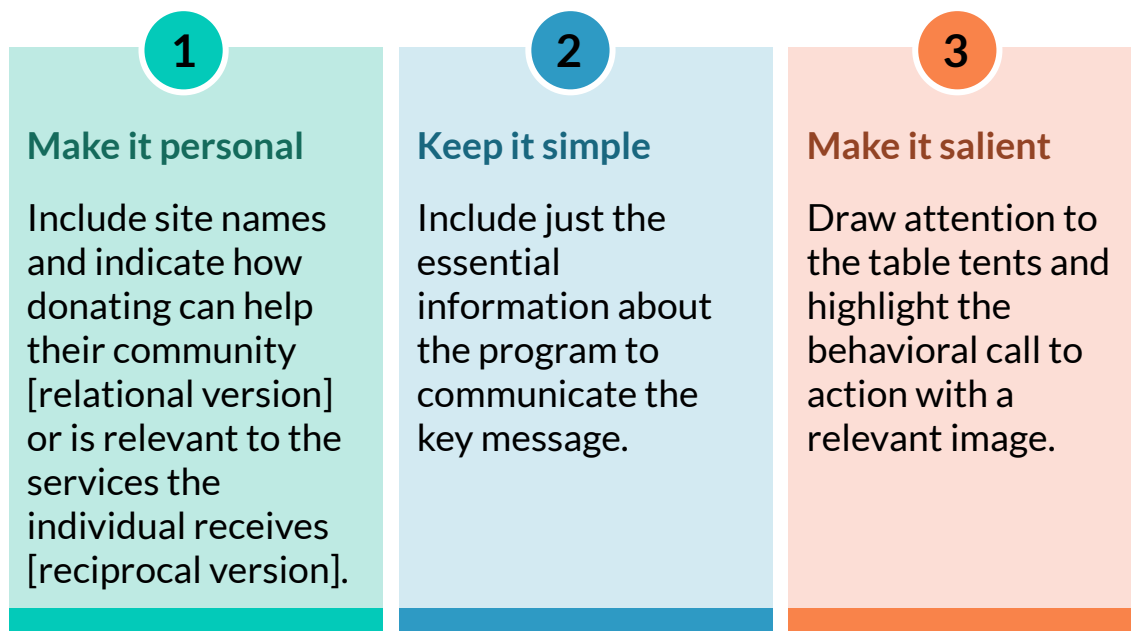 1
Make it personal
Include site names
and indicate how
donating can help
their community
[relational version]
or is relevant to the
services the
individual receives
[reciprocal version].
2
Keep it simple
Include just the
essential
information about
the program to
communicate the
key message.
3
Make it salient
Draw attention to
the table tents and
highlight the
behavioral call to
action with a
relevant image.